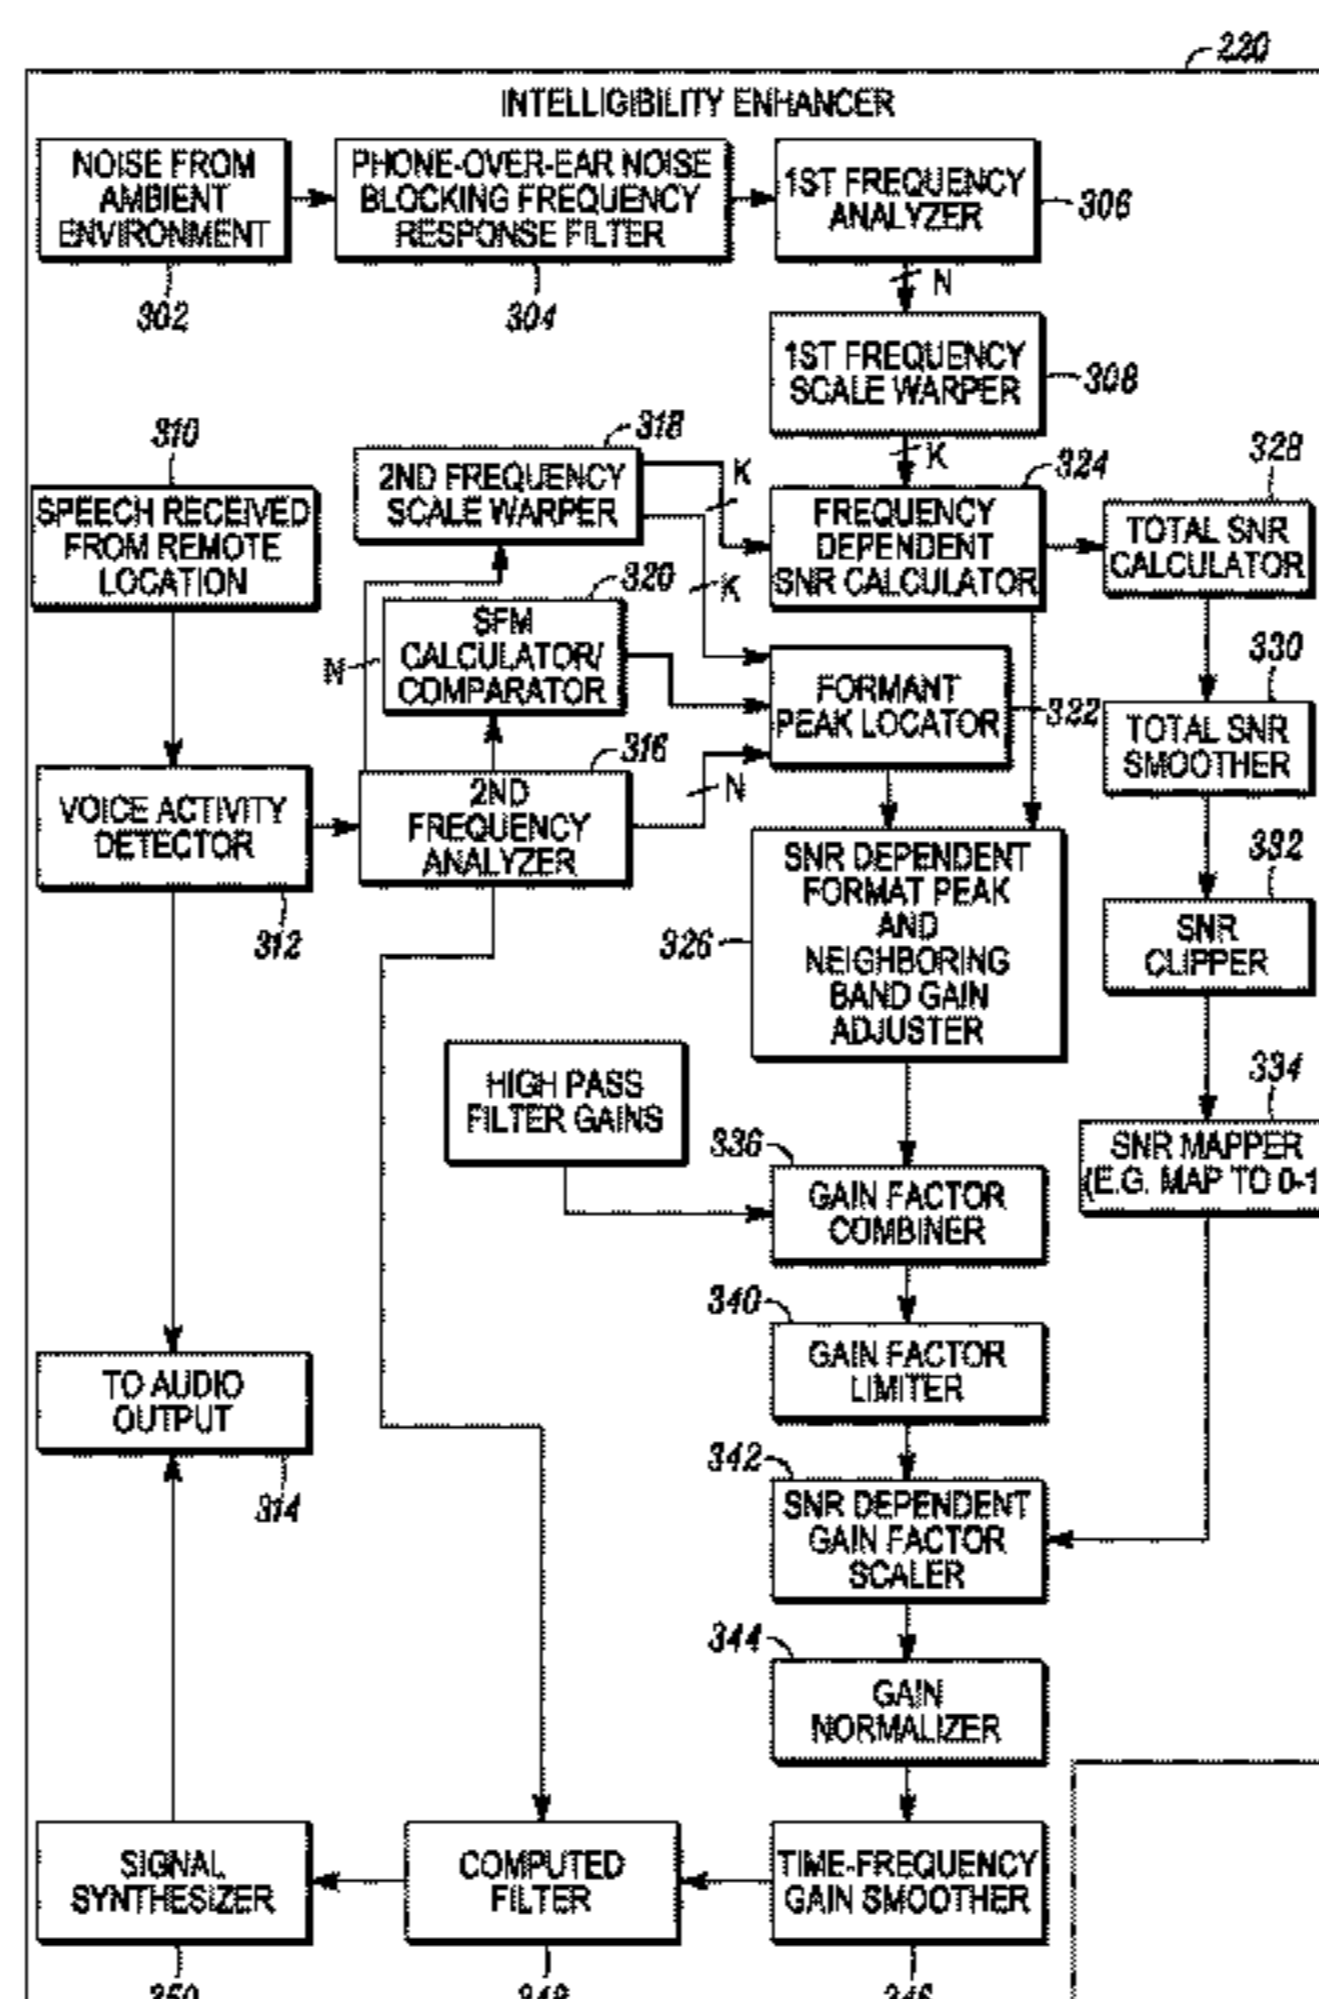 220
INTELLIGIBILITY ENHANCER
NOISE FROM
AMBIENT
ENVIRONMENT
302
PHONE-OVER-EAR NOISE
BLOCKING FREQUENCY
RESPONSE FILTER
304
1ST FREQUENCY
ANALYZER
306
N
1ST FREQUENCY
SCALE WARPER
308
K
310
SPEECH RECEIVED
FROM REMOTE
LOCATION
318
2ND FREQUENCY
SCALE WARPER
K
K
324
FREQUENCY
DEPENDENT
SNR CALCULATOR
328
TOTAL SNR
CALCULATOR
320
SFM
CALCULATOR/
COMPARATOR
N
FORMANT
PEAK LOCATOR
322
330
TOTAL SNR
SMOOTHER
VOICE ACTIVITY
DETECTOR
312
316
2ND
FREQUENCY
ANALYZER
N
SNR DEPENDENT
FORMAT PEAK
AND
NEIGHBORING
BAND GAIN
ADJUSTER
326
332
SNR
CLIPPER
HIGH PASS
FILTER GAINS
334
SNR MAPPER
(E.G. MAP TO 0-1
336
GAIN FACTOR
COMBINER
340
GAIN FACTOR
LIMITER
TO AUDIO
OUTPUT
314
342
SNR DEPENDENT
GAIN FACTOR
SCALER
344
GAIN
NORMALIZER
SIGNAL
SYNTHESIZER
350
COMPUTED
FILTER
348
TIME-FREQUENCY
GAIN SMOOTHER
346